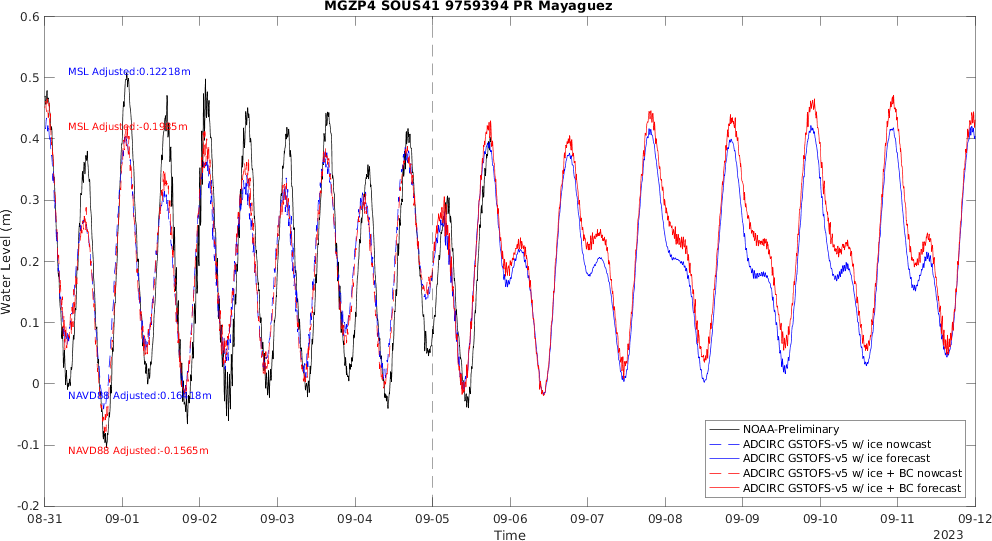 MGZP4 SOUS41 9759394 PR Mayaguez
0.6
0.5
0.4
0.3
0.2
0.1
0
-0.1
-0.2
Water Level (m)
MSL Adjusted:0.12218m
NAVD88 Adjusted:-0.1565m
NOAA-Preliminary
ADCIRC GSTOFS-v5 w/ ice nowcast
ADCIRC GSTOFS-v5 w/ ice forecast
ADCIRC GSTOFS-v5 w/ ice + BC nowcast
ADCIRC GSTOFS-v5 w/ ice + BC forecast
08-31 09-01 09-02 09-03 09-04 09-05 09-06 09-07 09-08 09-09 09-10 09-11 09-12
Time
2023
MSL Adjusted:
NAVD88 Adjusted: